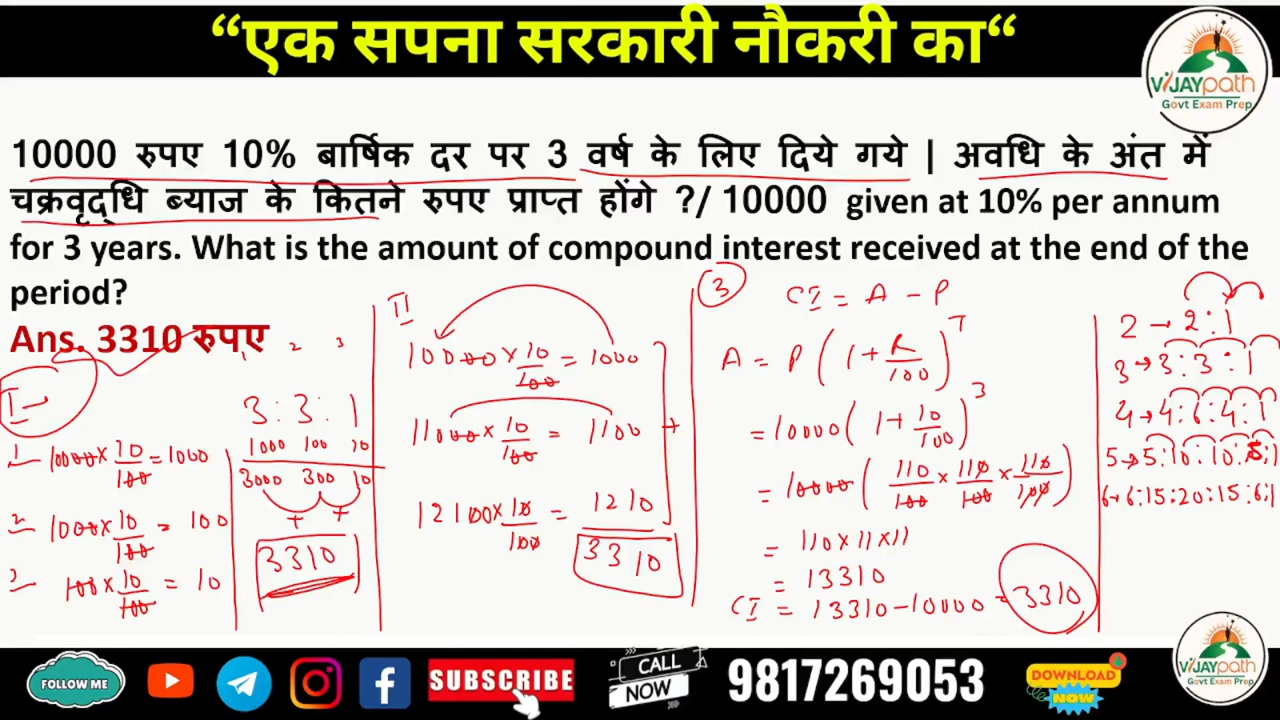 “एक सपना सरकारी नौकरी का“
ViJAYpath
Govt Exam Prep
10000 रुपए 10% बार्षिक दर पर 3 वर्ष के लिए दिये गये | अवधि के अंत में
चक्रवृद्धि ब्याज के कितने रुपए प्राप्त होंगे ?/ 10000 given at 10% per annum
for 3 years. What is the amount of compound interest received at the end of the
period?
Ans. 3310 रुपए
1 2 3
I
3 : 3 : 1
1000 100 10
3000 300 10
+ +
3310
1 10000 × 10/100 = 1000
2 1000 × 10/100 = 100
3 100 × 10/100 = 10
II
10000 × 10/100 = 1000
11000 × 10/100 = 1100 +
12100 × 10/100 = 1210
3310
3
CI = A - P
A = P ( 1 + R/100 )^T
= 10000 ( 1 + 10/100 )^3
= 10000 ( 110/100 × 110/100 × 110/100 )
= 110 × 11 × 11
= 13310
CI = 13310 - 10000 = 3310
2 → 2 : 1
3 → 3 : 3 : 1
4 → 4 : 6 : 4 : 1
5 → 5 : 10 : 10 : 5 : 1
6 → 6 : 15 : 20 : 15 : 6 : 1
FOLLOW ME
SUBSCRIBE
CALL
NOW
9817269053
DOWNLOAD
NOW
ViJAYpath
Govt Exam Prep